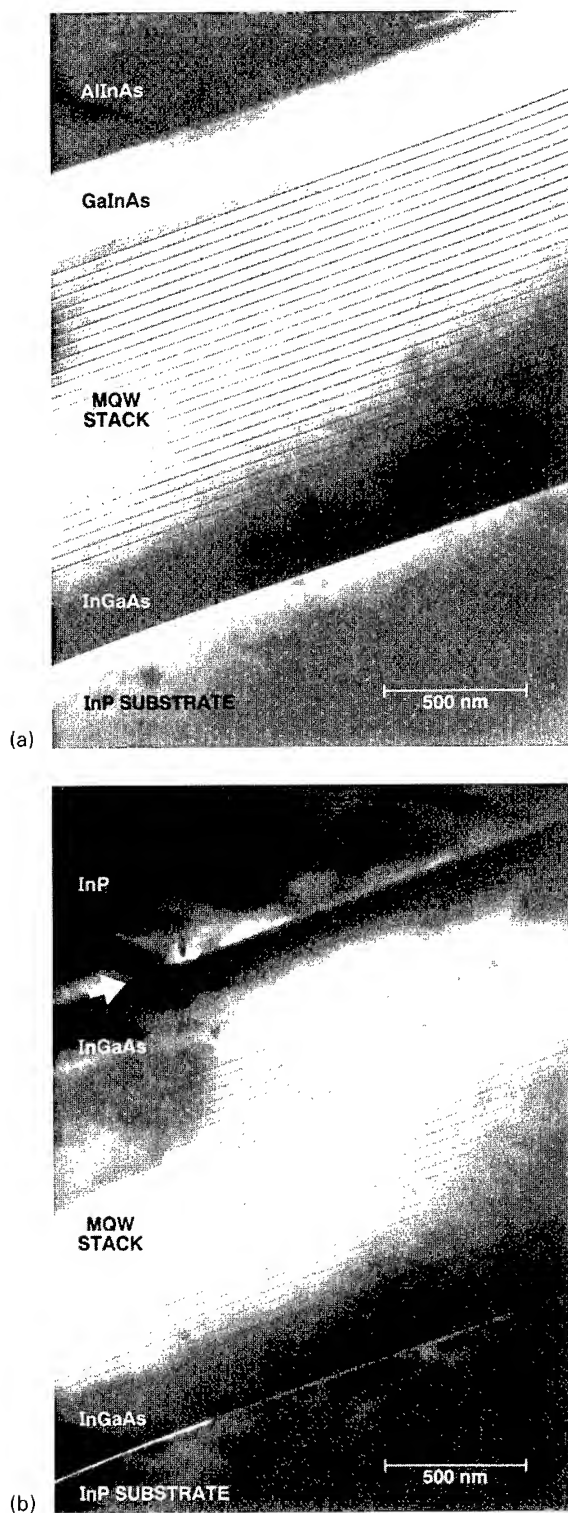 AlInAs
GaInAs
MQW
STACK
InGaAs
InP SUBSTRATE
500 nm
(a)
InP
InGaAs
MQW
STACK
InGaAs
InP SUBSTRATE
500 nm
(b)